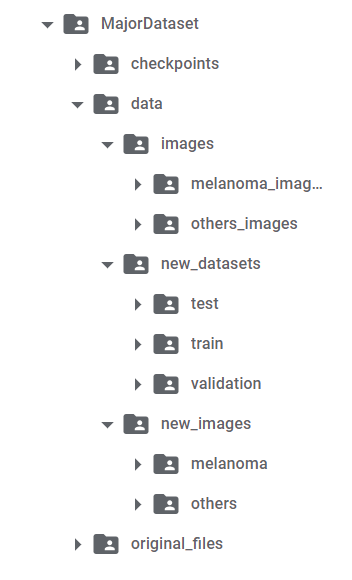 MajorDataset
checkpoints
data
images
melanoma_imag...
others_images
new_datasets
test
train
validation
new_images
melanoma
others
original_files